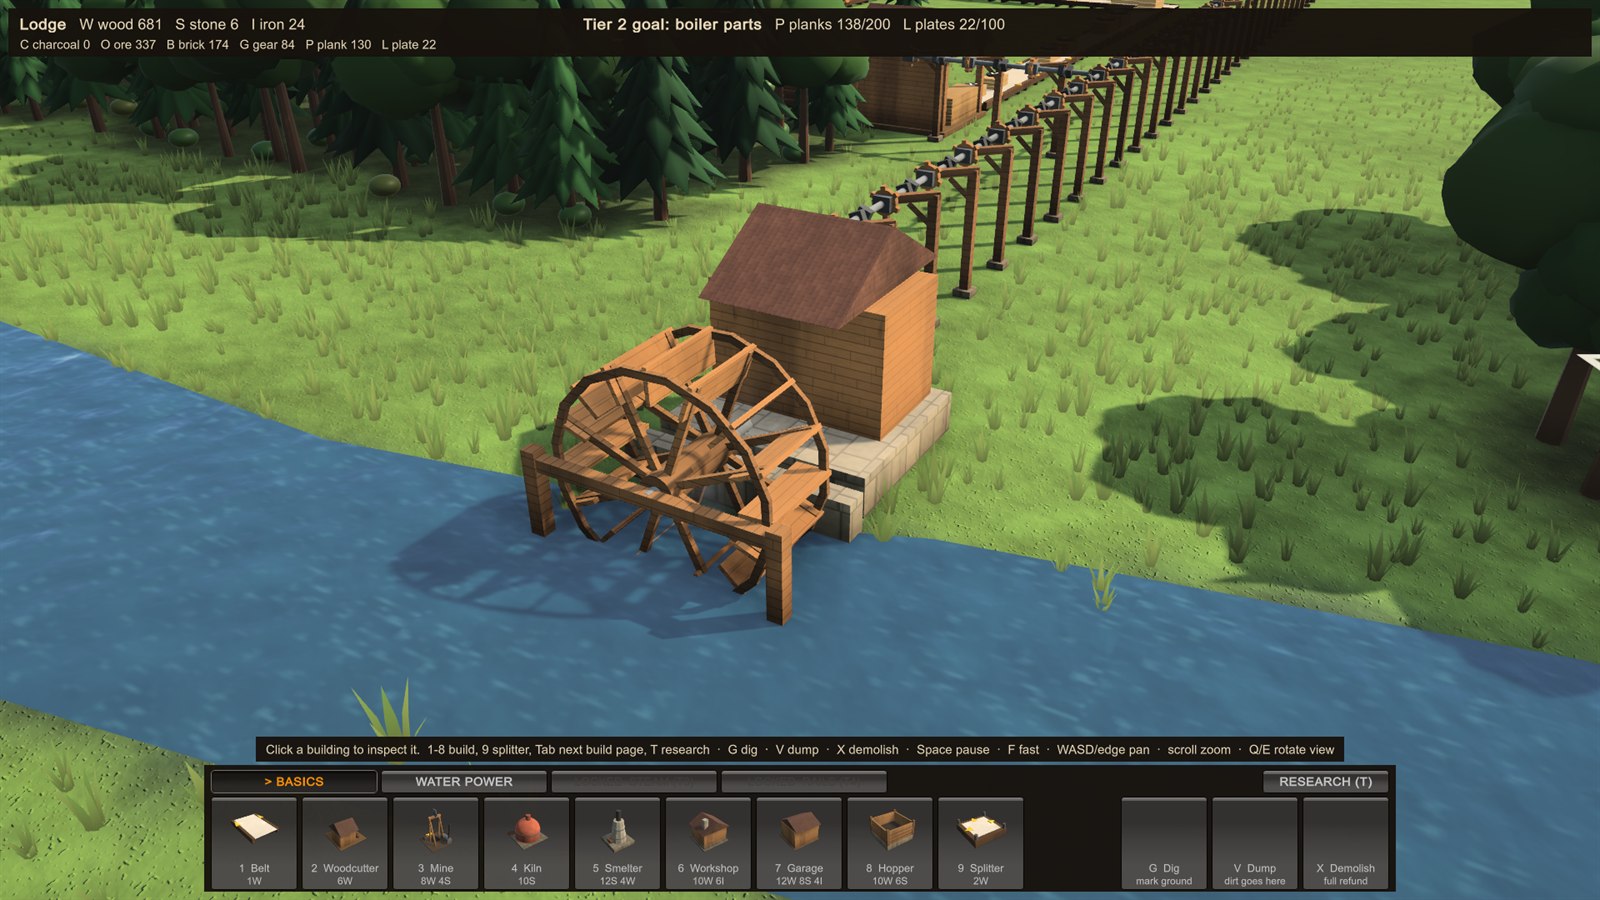 Lodge W wood 681 S stone 6 I iron 24
C charcoal 0 O ore 337 B brick 174 G gear 84 P plank 130 L plate 22
Tier 2 goal: boiler parts P planks 138/200 L plates 22/100
Click a building to inspect it. 1-8 build, 9 splitter, Tab next build page, T research · G dig · V dump · X demolish · Space pause · F fast · WASD/edge pan · scroll zoom · Q/E rotate view
> BASICS
WATER POWER
RESEARCH (T)
1 Belt
1W
2 Woodcutter
6W
3 Mine
8W 4S
4 Kiln
10S
5 Smelter
12S 4W
6 Workshop
10W 6I
7 Garage
12W 8S 4I
8 Hopper
10W 6S
9 Splitter
2W
G Dig
mark ground
V Dump
dirt goes here
X Demolish
full refund